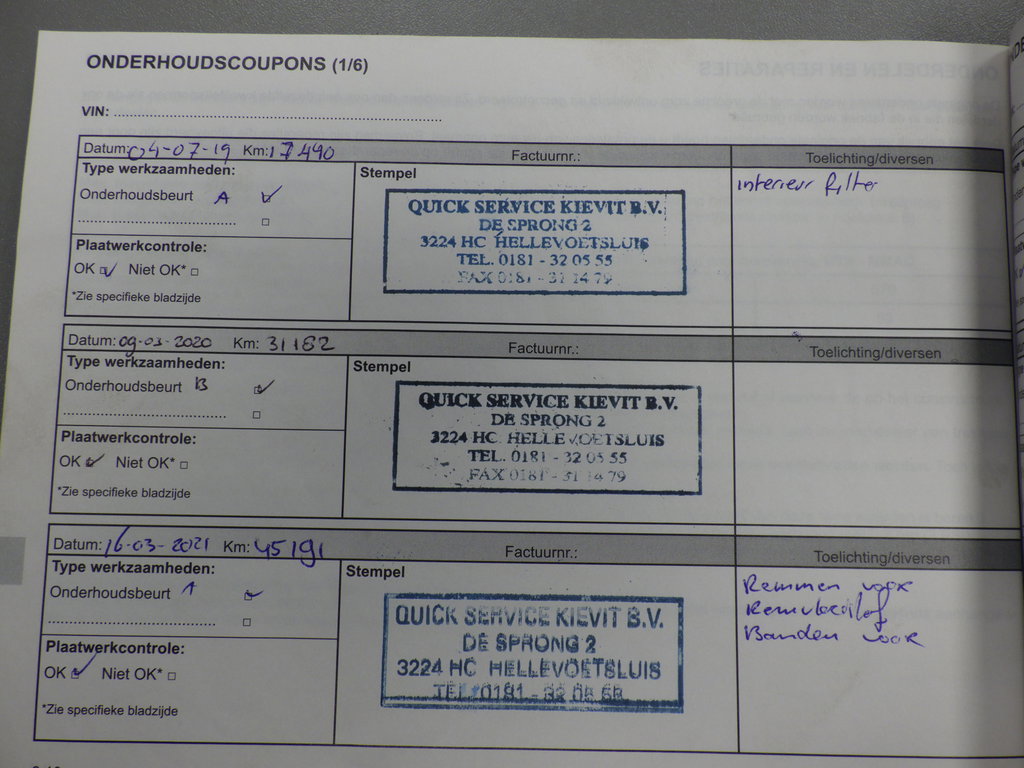 ONDERHOUDSCOUPONS (1/6)
VIN:
Datum: 04-07-19 Km: 17490 Factuurnr.: Toelichting/diversen
Type werkzaamheden:
Stempel
interieur filter
Onderhoudsbeurt A
QUICK SERVICE KIEVIT B.V.
DE SPRONG 2
3224 HC HELLEVOETSLUIS
TEL. 0181 - 32 05 55
FAX 0181 - 31 14 79
Plaatwerkcontrole:
OK Niet OK*
*Zie specifieke bladzijde
Datum: 09-03-2020 Km: 31182 Factuurnr.: Toelichting/diversen
Type werkzaamheden:
Stempel
Onderhoudsbeurt B
QUICK SERVICE KIEVIT B.V.
DE SPRONG 2
3224 HC HELLEVOETSLUIS
TEL. 0181 - 32 05 55
FAX 0181 - 31 14 79
Plaatwerkcontrole:
OK Niet OK*
*Zie specifieke bladzijde
Datum: 16-03-2021 Km: 45191 Factuurnr.: Toelichting/diversen
Type werkzaamheden:
Stempel
Onderhoudsbeurt A
Remmen voor
Remvloeistof
Banden voor
QUICK SERVICE KIEVIT B.V.
DE SPRONG 2
3224 HC HELLEVOETSLUIS
TEL. 0181 -
Plaatwerkcontrole:
OK Niet OK*
*Zie specifieke bladzijde